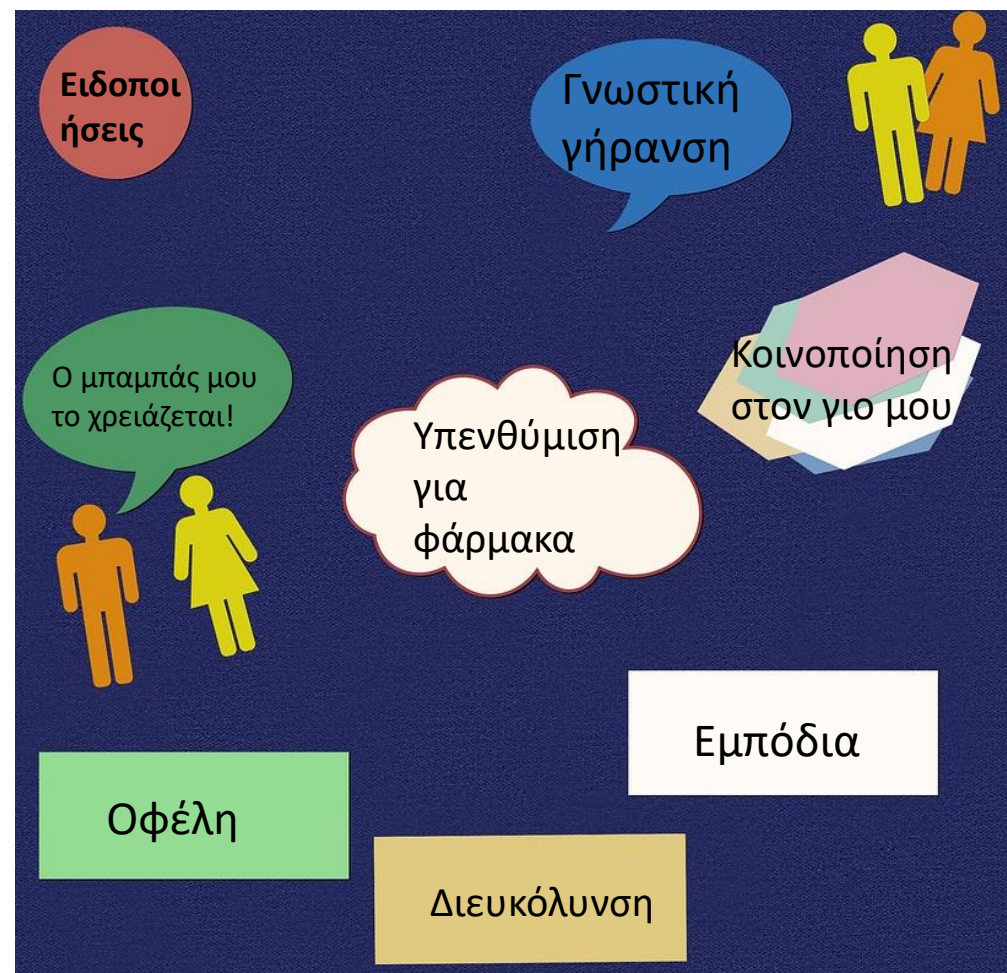 Ειδοποι
ήσεις
Γνωστική
γήρανση
Κοινοποίηση
στον γιο μου
Ο μπαμπάς μου
το χρειάζεται!
Υπενθύμιση
για
φάρμακα
Εμπόδια
Οφέλη
Διευκόλυνση